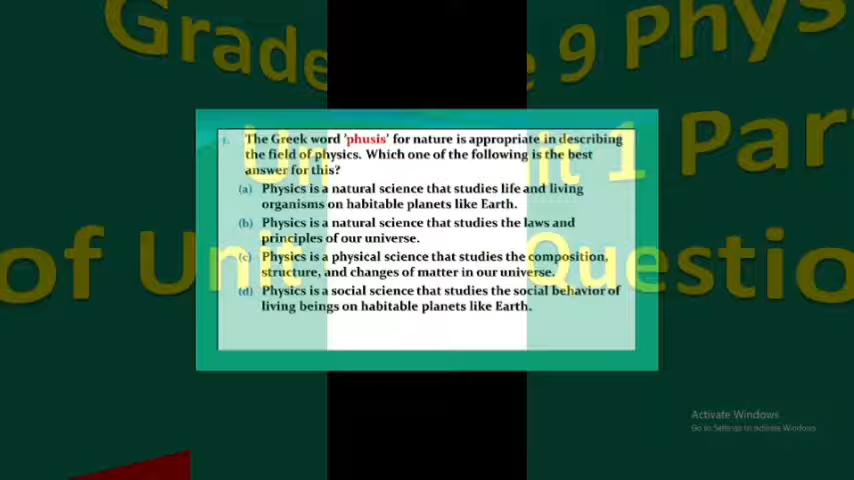 Grade
e 9 Phys
1. The Greek word 'phusis' for nature is appropriate in describing
the field of physics. Which one of the following is the best
answer for this?
(a) Physics is a natural science that studies life and living
organisms on habitable planets like Earth.
(b) Physics is a natural science that studies the laws and
principles of our universe.
(c) Physics is a physical science that studies the composition,
structure, and changes of matter in our universe.
(d) Physics is a social science that studies the social behavior of
living beings on habitable planets like Earth.
Un
it 1 Par
of Unit
Questio
Activate Windows
Go to Settings to activate Windows